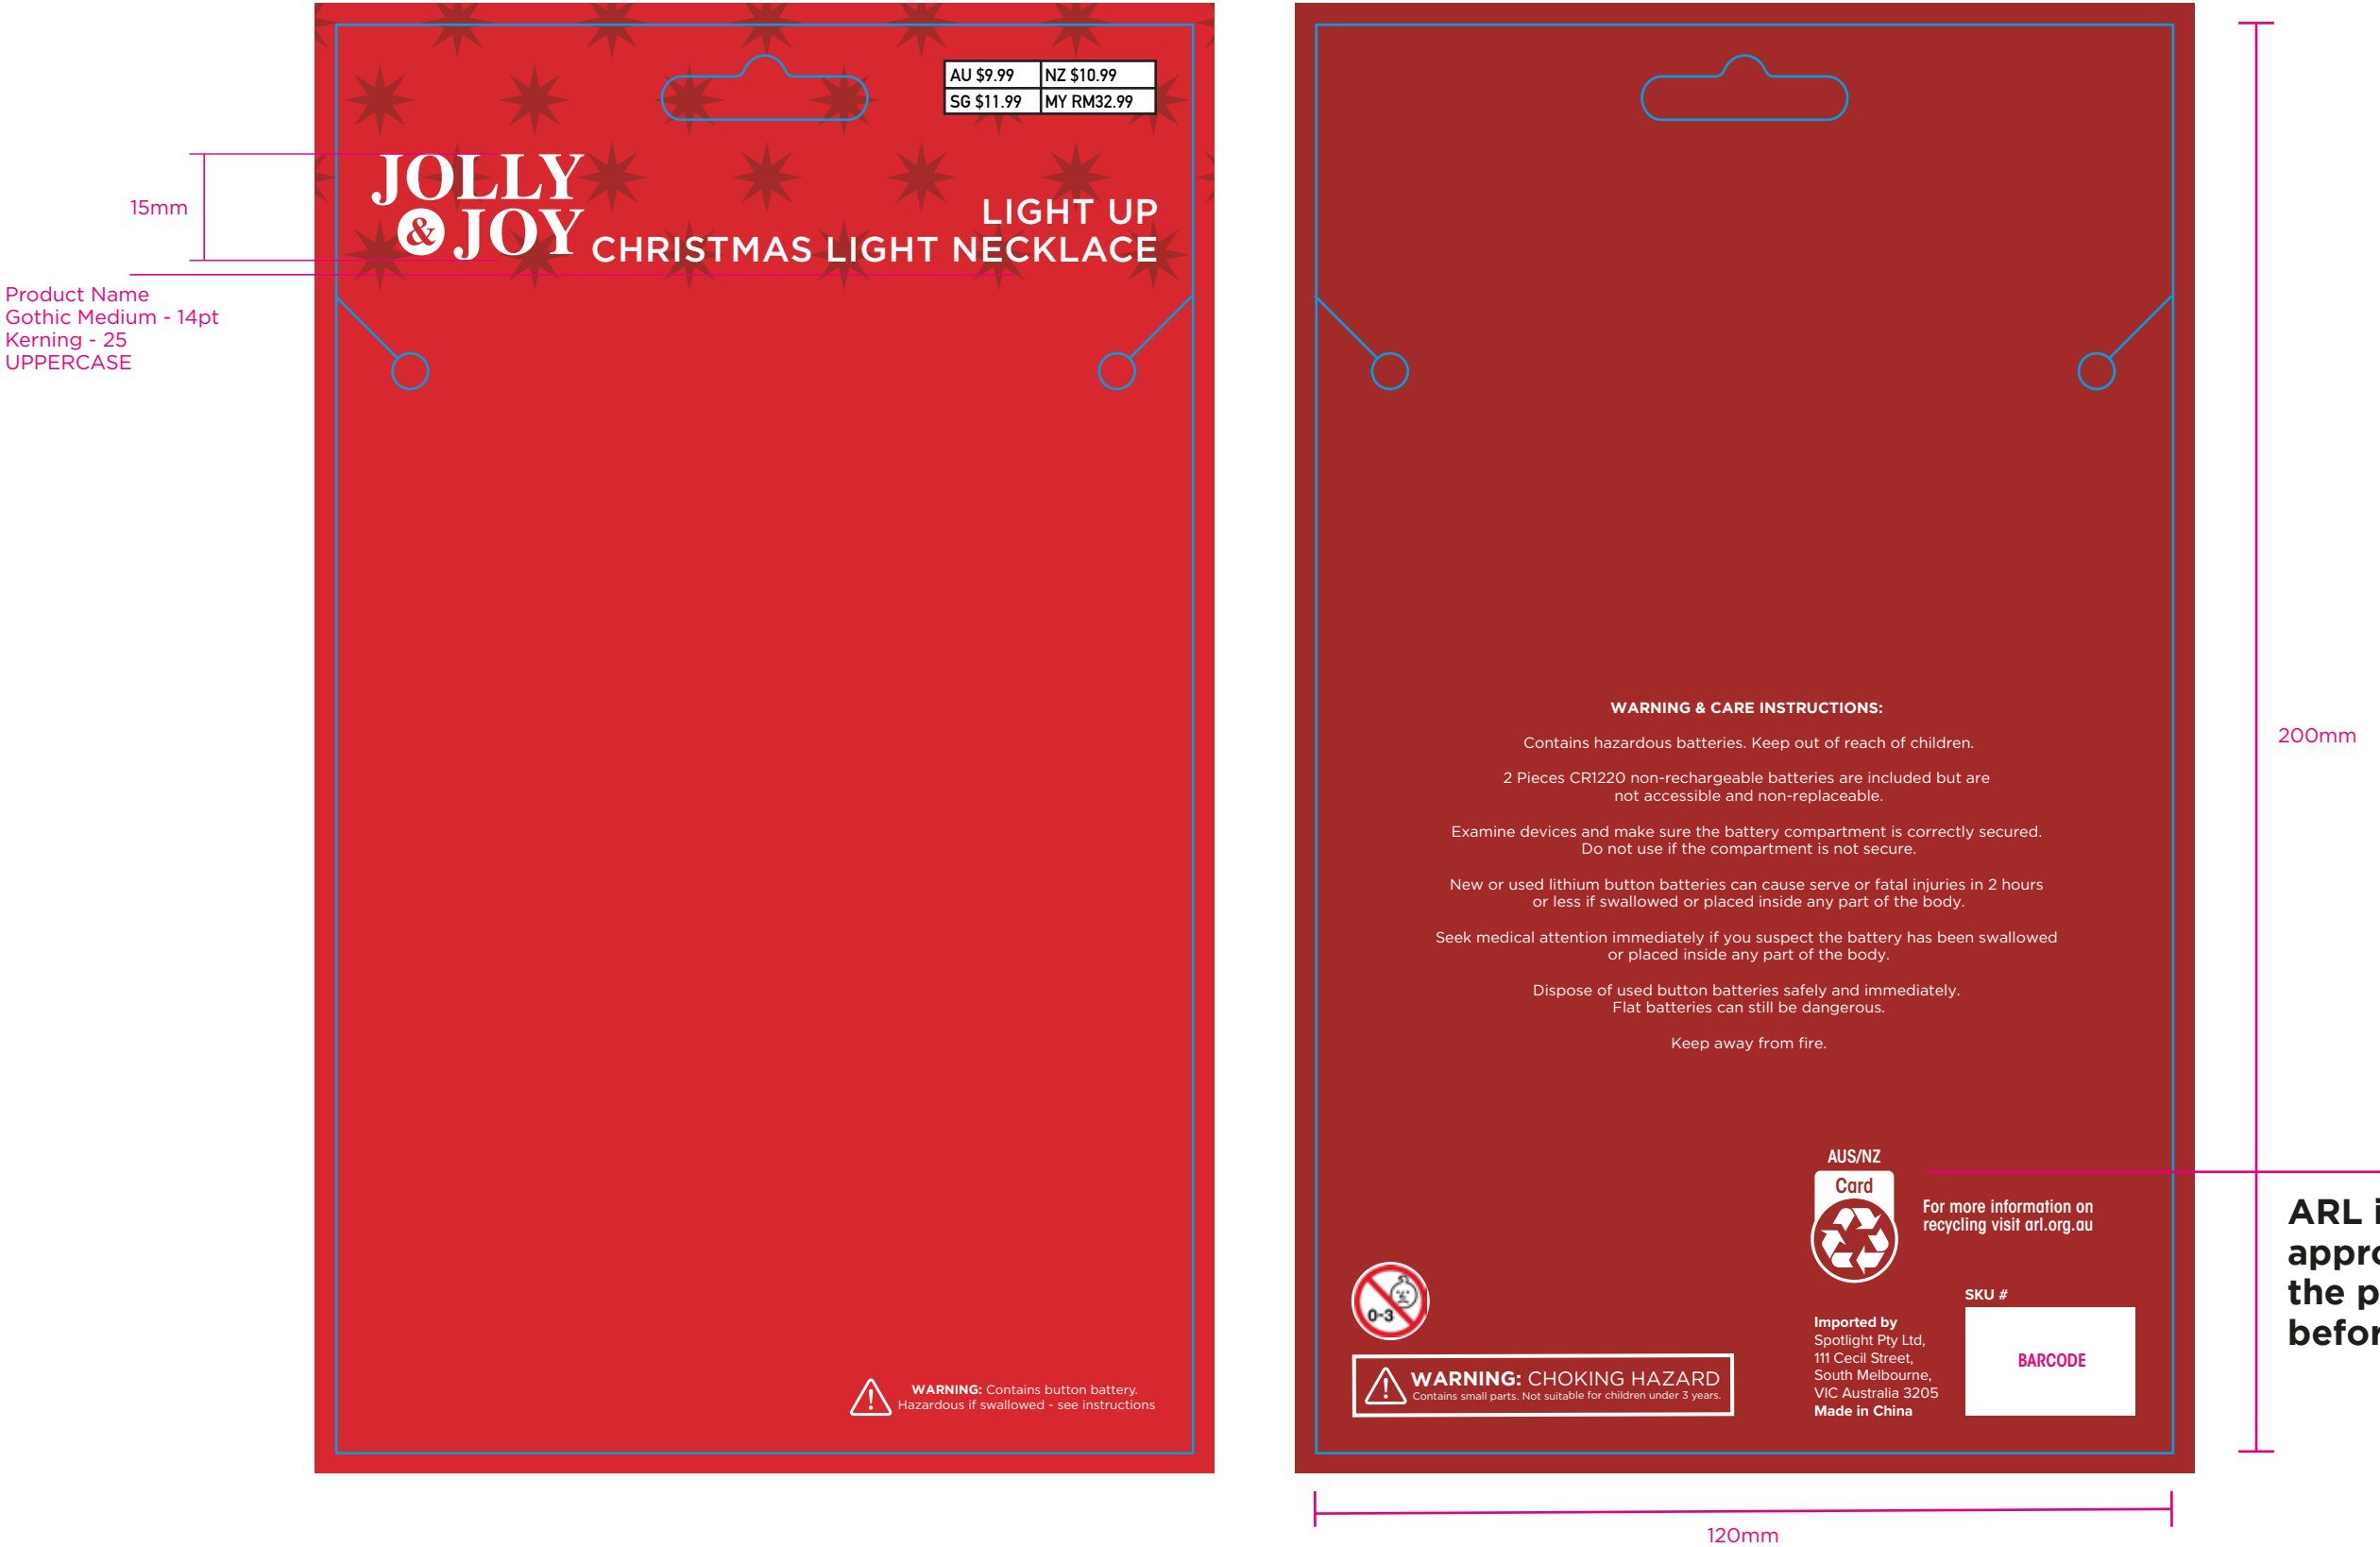 AU $9.99 NZ $10.99
SG $11.99 MY RM32.99
JOLLY
& JOY
LIGHT UP
CHRISTMAS LIGHT NECKLACE
15mm
Product Name
Gothic Medium - 14pt
Kerning - 25
UPPERCASE
WARNING: Contains button battery.
Hazardous if swallowed - see instructions
WARNING & CARE INSTRUCTIONS:
Contains hazardous batteries. Keep out of reach of children.
2 Pieces CR1220 non-rechargeable batteries are included but are
not accessible and non-replaceable.
Examine devices and make sure the battery compartment is correctly secured.
Do not use if the compartment is not secure.
New or used lithium button batteries can cause serve or fatal injuries in 2 hours
or less if swallowed or placed inside any part of the body.
Seek medical attention immediately if you suspect the battery has been swallowed
or placed inside any part of the body.
Dispose of used button batteries safely and immediately.
Flat batteries can still be dangerous.
Keep away from fire.
AUS/NZ
Card
For more information on
recycling visit arl.org.au
0-3
WARNING: CHOKING HAZARD
Contains small parts. Not suitable for children under 3 years.
Imported by
Spotlight Pty Ltd,
111 Cecil Street,
South Melbourne,
VIC Australia 3205
Made in China
SKU #
BARCODE
200mm
120mm
ARL
the